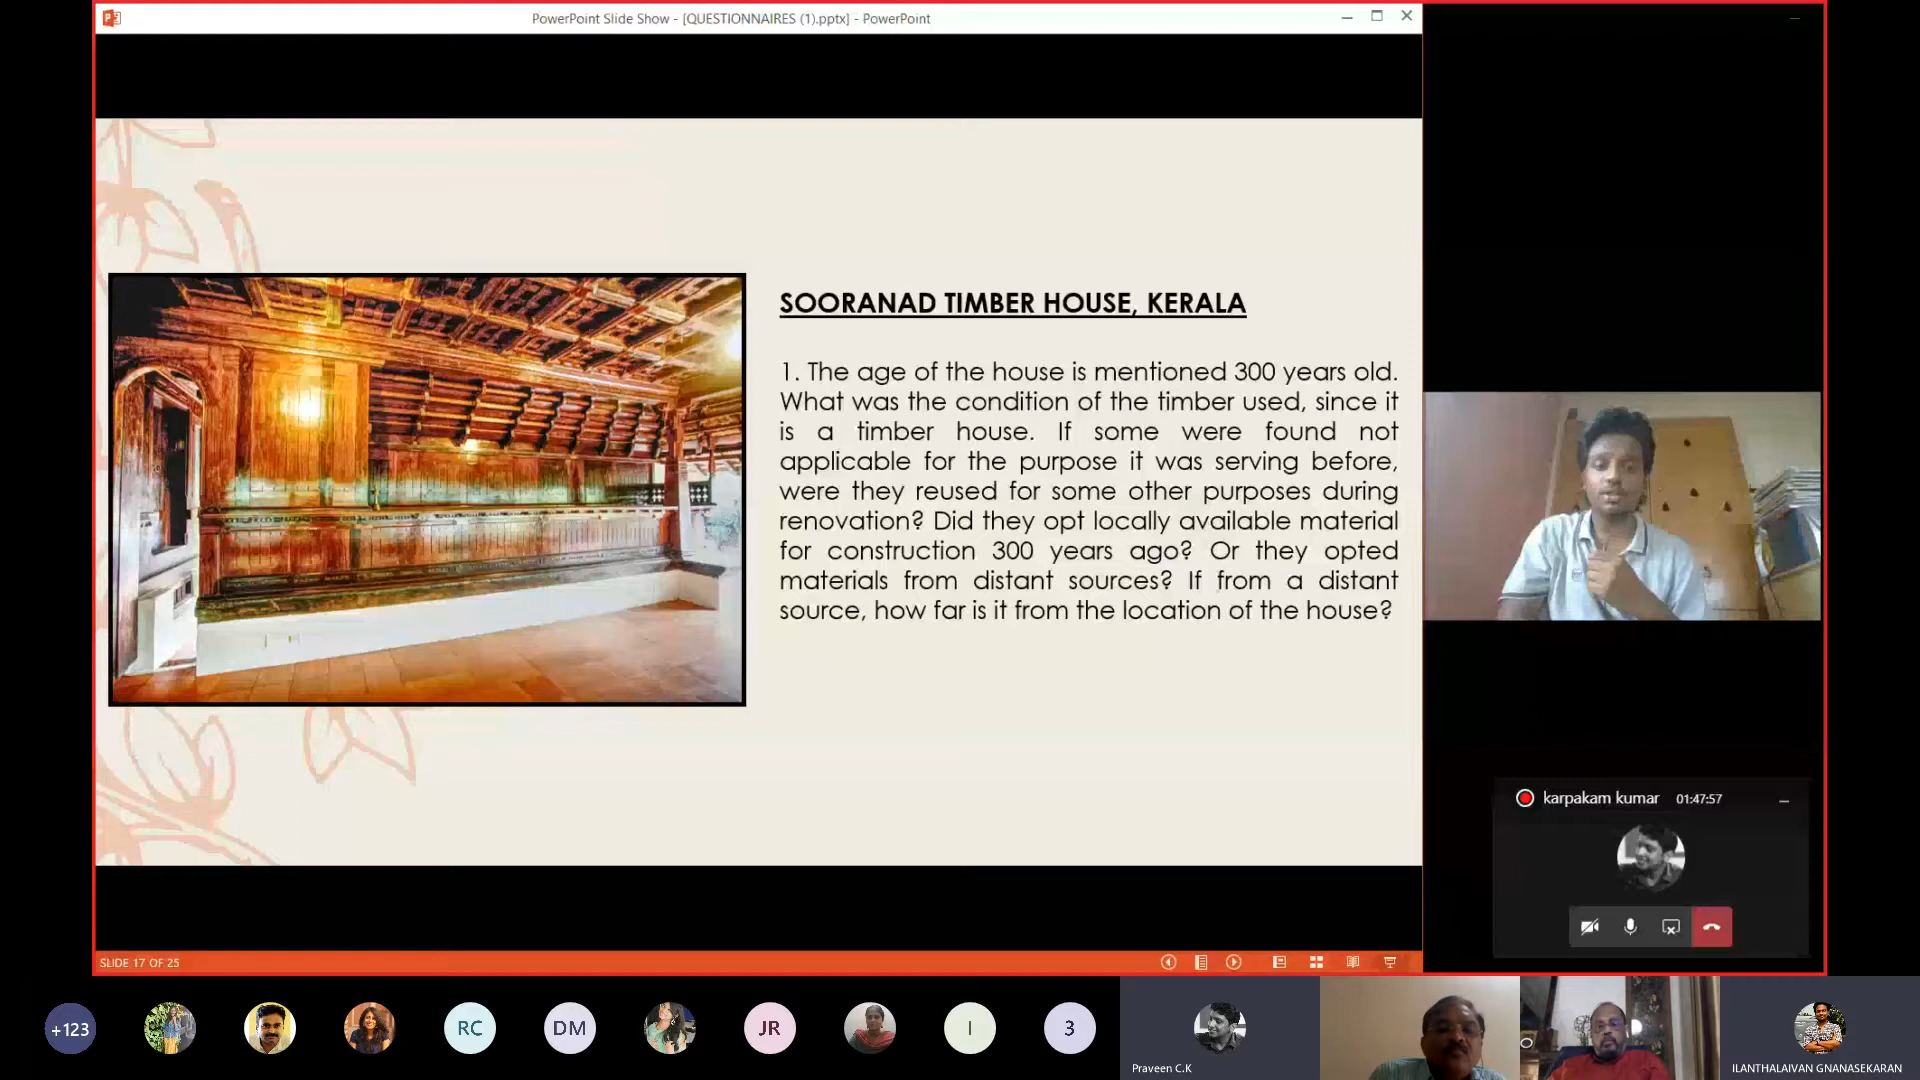 PowerPoint Slide Show - [QUESTIONNAIRES (1).pptx] - PowerPoint
SOORANAD TIMBER HOUSE, KERALA
1. The age of the house is mentioned 300 years old.
What was the condition of the timber used, since it
is a timber house. If some were found not
applicable for the purpose it was serving before,
were they reused for some other purposes during
renovation? Did they opt locally available material
for construction 300 years ago? Or they opted
materials from distant sources? If from a distant
source, how far is it from the location of the house?
karpakam kumar 01:47:57
SLIDE 17 OF 25
+123
RC
DM
JR
I
3
Praveen C.K
ILANTHALAIVAN GNANASEKARAN